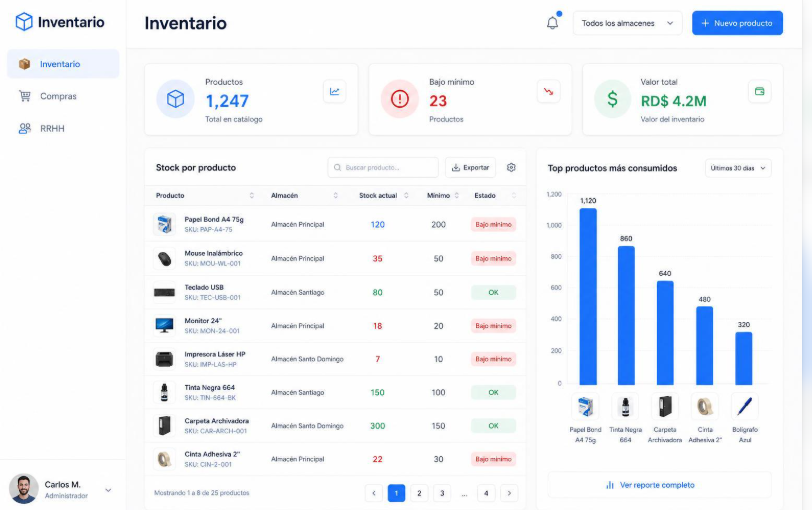 Inventario
Inventario
Compras
RRHH
Carlos M.
Administrador
Inventario
Todos los almacenes
+ Nuevo producto
Productos
1,247
Total en catálogo
Bajo mínimo
23
Productos
$
Valor total
RD$ 4.2M
Valor del inventario
Stock por producto
Buscar producto...
Exportar
Producto Almacén Stock actual Mínimo Estado
Papel Bond A4 75g
SKU: PAP-A4-75
Almacén Principal 120 200 Bajo mínimo
Mouse Inalámbrico
SKU: MOU-WL-001
Almacén Principal 35 50 Bajo mínimo
Teclado USB
SKU: TEC-USB-001
Almacén Santiago 80 50 OK
Monitor 24"
SKU: MON-24-001
Almacén Principal 18 20 Bajo mínimo
Impresora Láser HP
SKU: IMP-LAS-HP
Almacén Santo Domingo 7 10 Bajo mínimo
Tinta Negra 664
SKU: TIN-664-BK
Almacén Santiago 150 100 OK
Carpeta Archivadora
SKU: CAR-ARCH-001
Almacén Santo Domingo 300 150 OK
Cinta Adhesiva 2"
SKU: CIN-2-001
Almacén Principal 22 30 Bajo mínimo
Mostrando 1 a 8 de 25 productos
1 2 3 ... 4
Top productos más consumidos
Últimos 30 días
1,200
1,000
800
600
400
200
0
1,120
860
640
480
320
Papel Bond
A4 75g
Tinta Negra
664
Carpeta
Archivadora
Cinta
Adhesiva 2"
Bolígrafo
Azul
Ver reporte completo